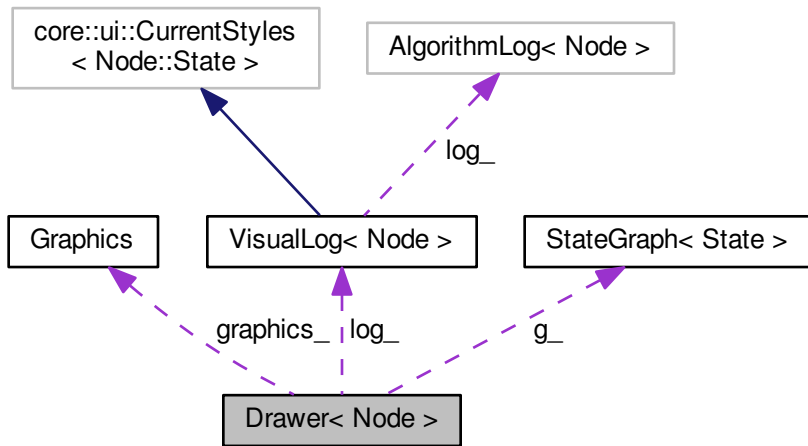 core::ui::CurrentStyles
< Node::State >
AlgorithmLog< Node >
log_
Graphics
VisualLog< Node >
StateGraph< State >
graphics_
log_
g_
Drawer< Node >